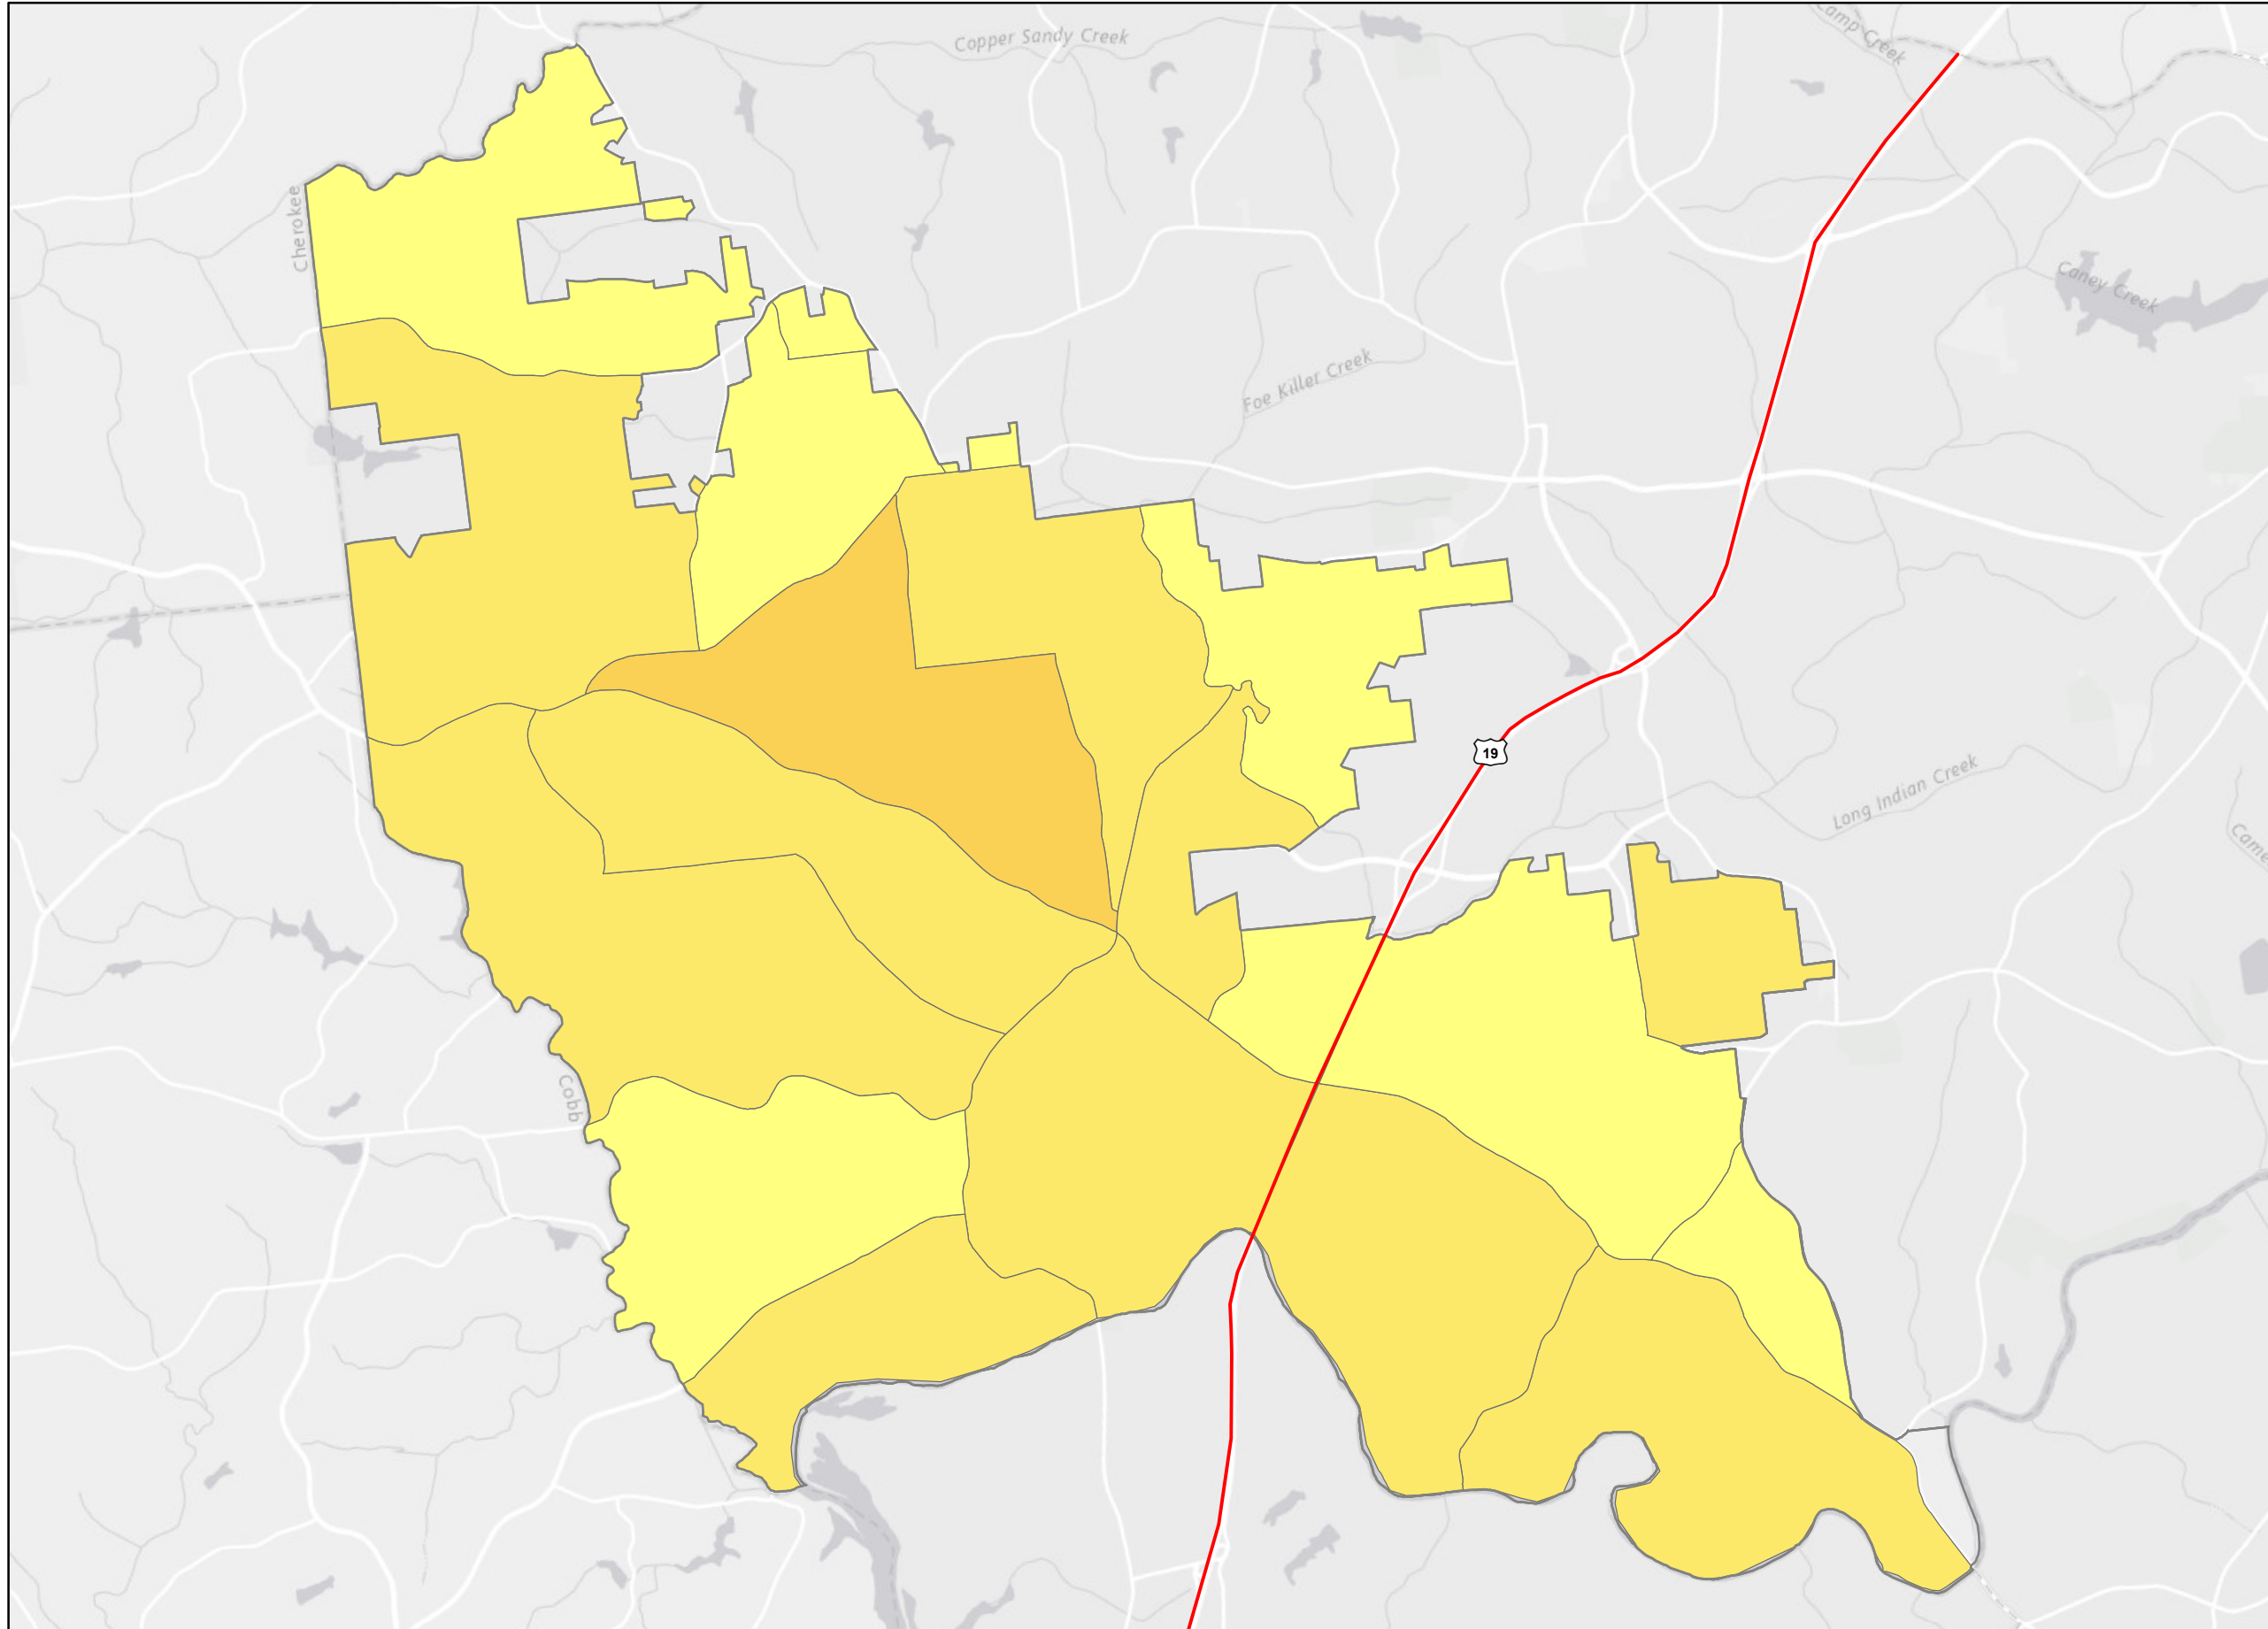 Copper Sandy Creek
Camp Creek
Cherokee
Caney Creek
Foe Killer Creek
19
Long Indian Creek
Cobb